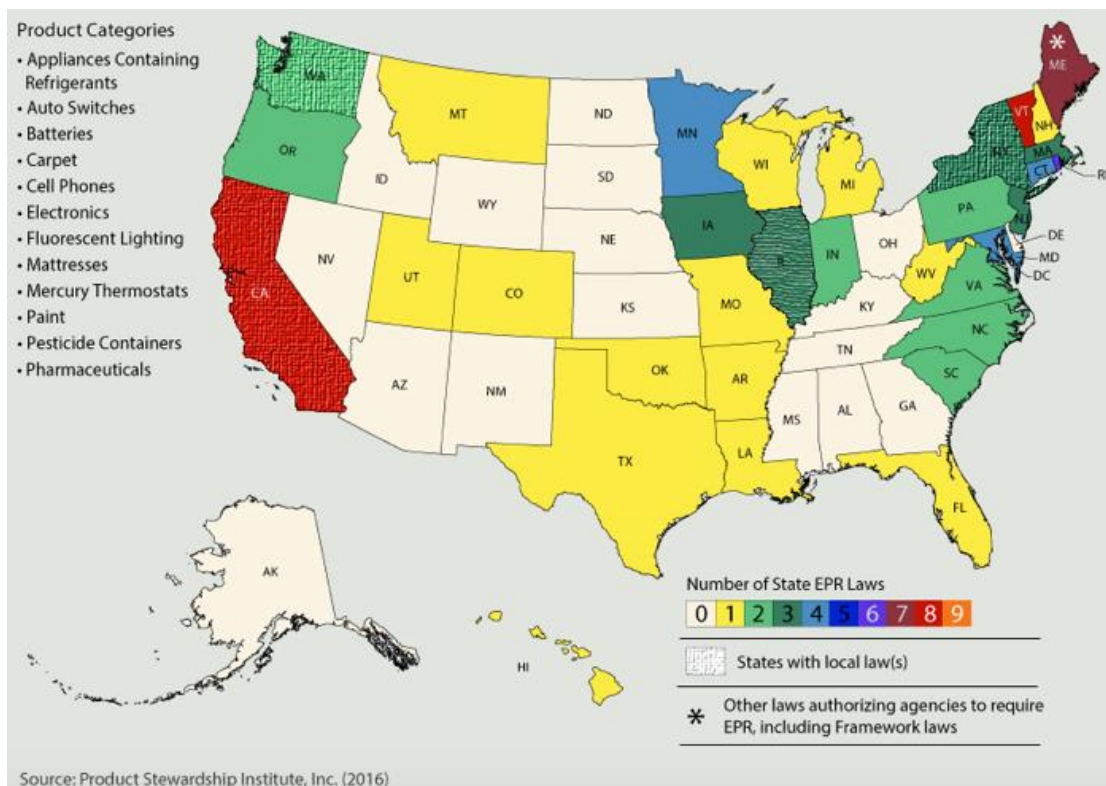 Product Categories
• Appliances Containing
Refrigerants
• Auto Switches
• Batteries
• Carpet
• Cell Phones
• Electronics
• Fluorescent Lighting
• Mattresses
• Mercury Thermostats
• Paint
• Pesticide Containers
• Pharmaceuticals
WA
MT
ND
MN
*
ME
VT
NH
OR
ID
SD
WI
MI
NY
MA
CT
WY
IA
PA
NJ
NE
IN
OH
DE
MD
DC
NV
UT
CO
CA
KS
MO
WV
VA
KY
NC
TN
AZ
NM
OK
AR
SC
MS
AL
GA
TX
LA
FL
AK
HI
Number of State EPR Laws
0 1 2 3 4 5 6 7 8 9
States with local law(s)
* Other laws authorizing agencies to require
EPR, including Framework laws
Source: Product Stewardship Institute, Inc. (2016)